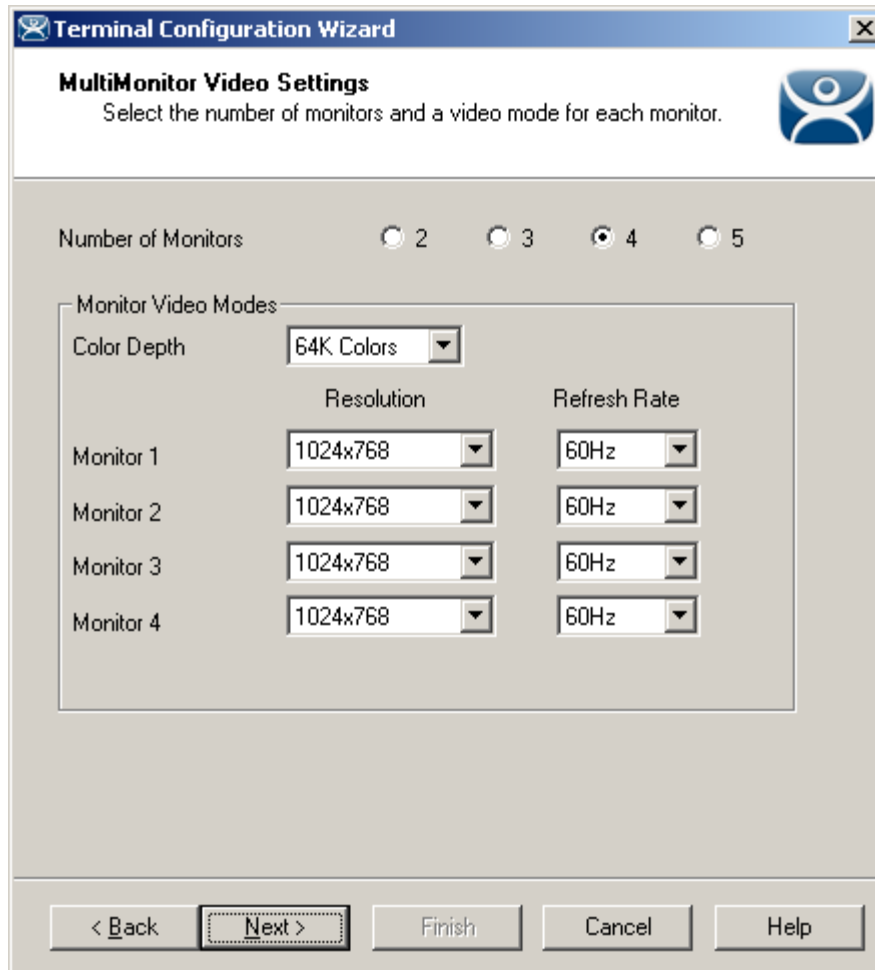 Terminal Configuration Wizard
MultiMonitor Video Settings
Select the number of monitors and a video mode for each monitor.
Number of Monitors 2 3 4 5
Monitor Video Modes
Color Depth 64K Colors
Resolution Refresh Rate
Monitor 1 1024x768 60Hz
Monitor 2 1024x768 60Hz
Monitor 3 1024x768 60Hz
Monitor 4 1024x768 60Hz
< Back Next > Finish Cancel Help